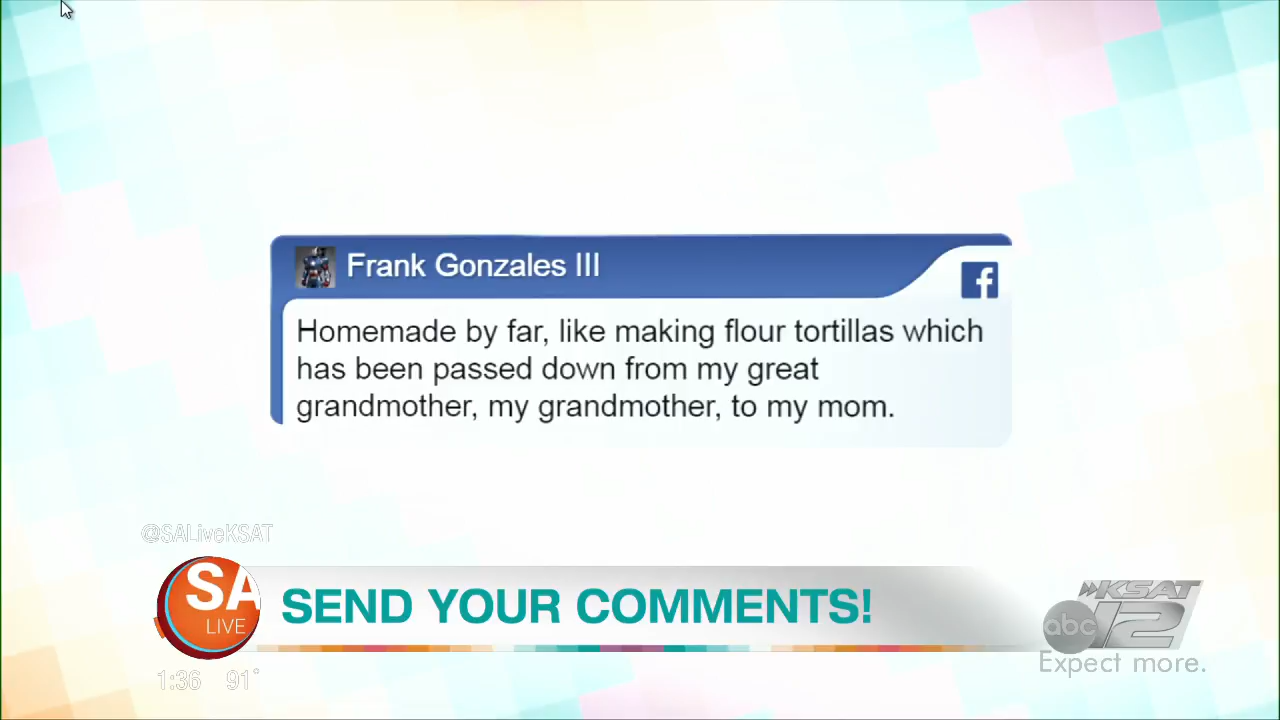 Frank Gonzales III
Homemade by far, like making flour tortillas which
has been passed down from my great
grandmother, my grandmother, to my mom.
@SALiveKSAT
SA
LIVE
SEND YOUR COMMENTS!
KSAT
abc 12
Expect more.
1:36 91°